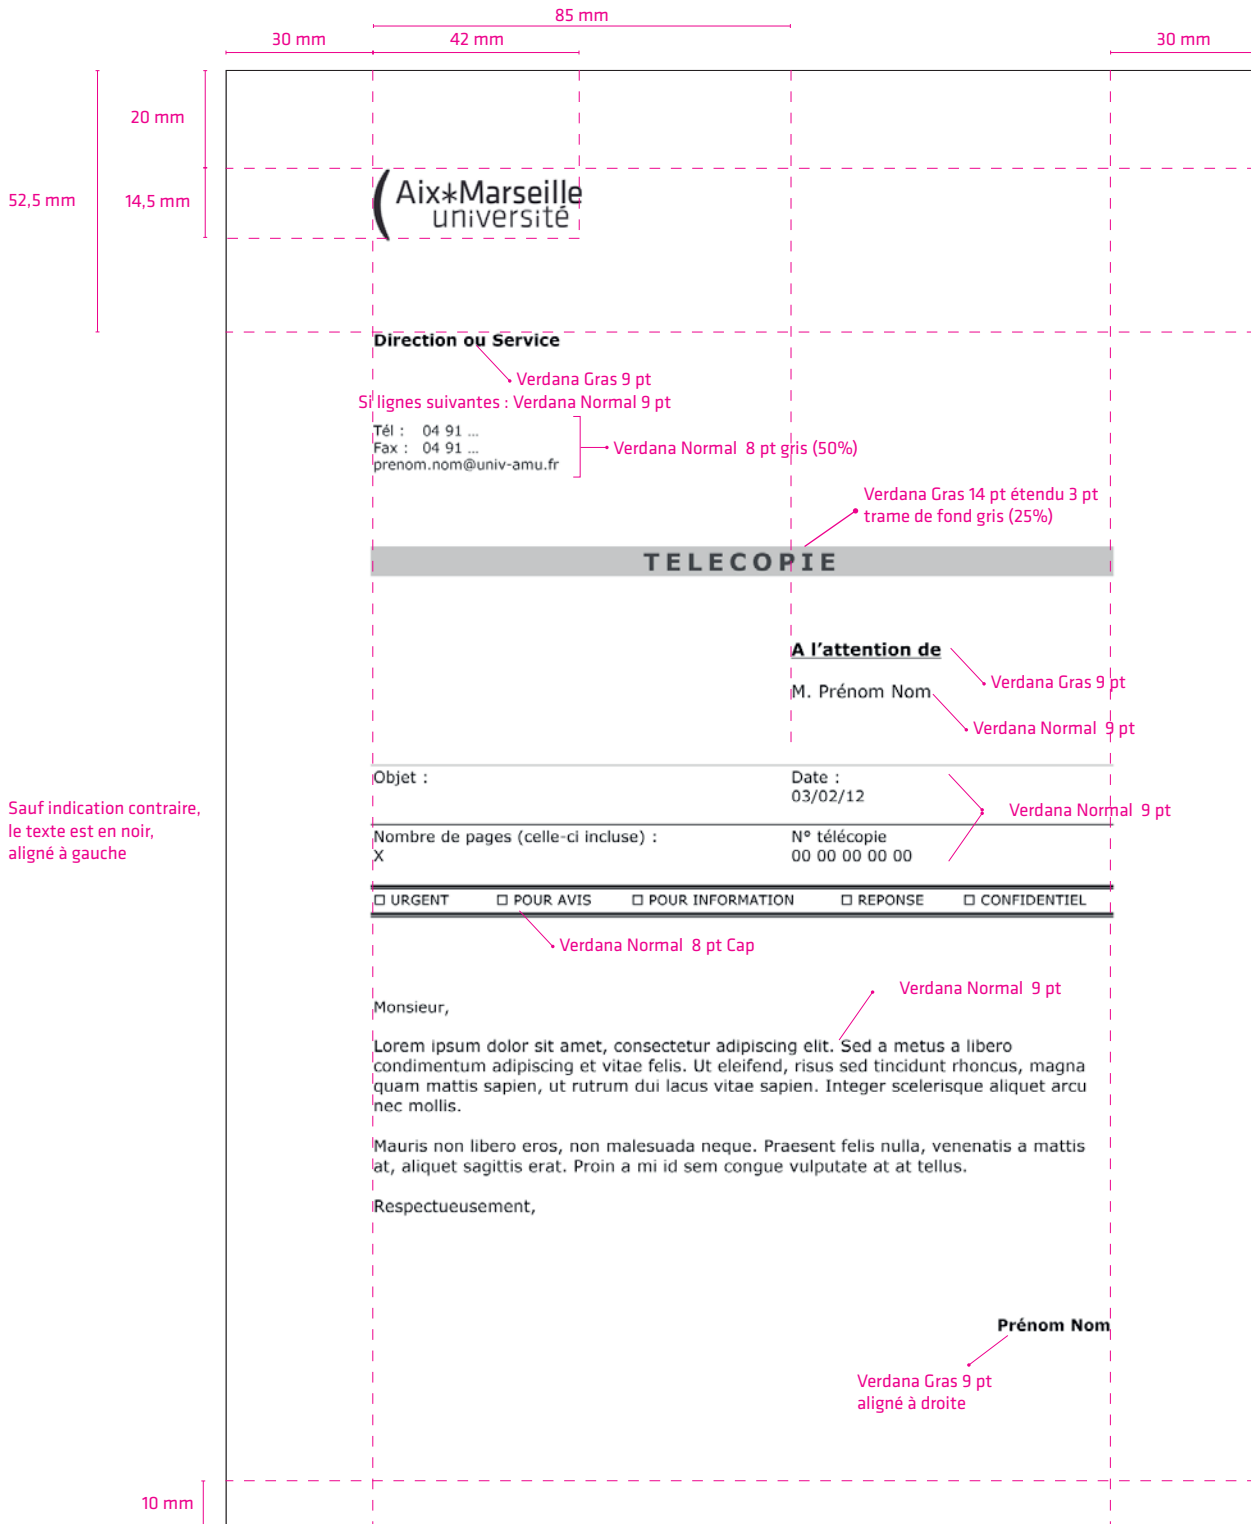 85 mm
30 mm
42 mm
30 mm
20 mm
52,5 mm
14,5 mm
Aix*Marseille
université
Direction ou Service
Verdana Gras 9 pt
Si lignes suivantes : Verdana Normal 9 pt
Tél : 04 91 ...
Fax : 04 91 ...
prenom.nom@univ-amu.fr
Verdana Normal 8 pt gris (50%)
Verdana Gras 14 pt étendu 3 pt
trame de fond gris (25%)
TELECOPIE
A l'attention de
Verdana Gras 9 pt
M. Prénom Nom
Verdana Normal 9 pt
Objet :
Date :
03/02/12
Sauf indication contraire,
le texte est en noir,
aligné à gauche
Verdana Normal 9 pt
Nombre de pages (celle-ci incluse) :
X
N° télécopie
00 00 00 00 00
☐ URGENT ☐ POUR AVIS ☐ POUR INFORMATION ☐ REPONSE ☐ CONFIDENTIEL
Verdana Normal 8 pt Cap
Verdana Normal 9 pt
Monsieur,
Lorem ipsum dolor sit amet, consectetur adipiscing elit. Sed a metus a libero
condimentum adipiscing et vitae felis. Ut eleifend, risus sed tincidunt rhoncus, magna
quam mattis sapien, ut rutrum dui lacus vitae sapien. Integer scelerisque aliquet arcu
nec mollis.
Mauris non libero eros, non malesuada neque. Praesent felis nulla, venenatis a mattis
at, aliquet sagittis erat. Proin a mi id sem congue vulputate at at tellus.
Respectueusement,
Prénom Nom
Verdana Gras 9 pt
aligné à droite
10 mm